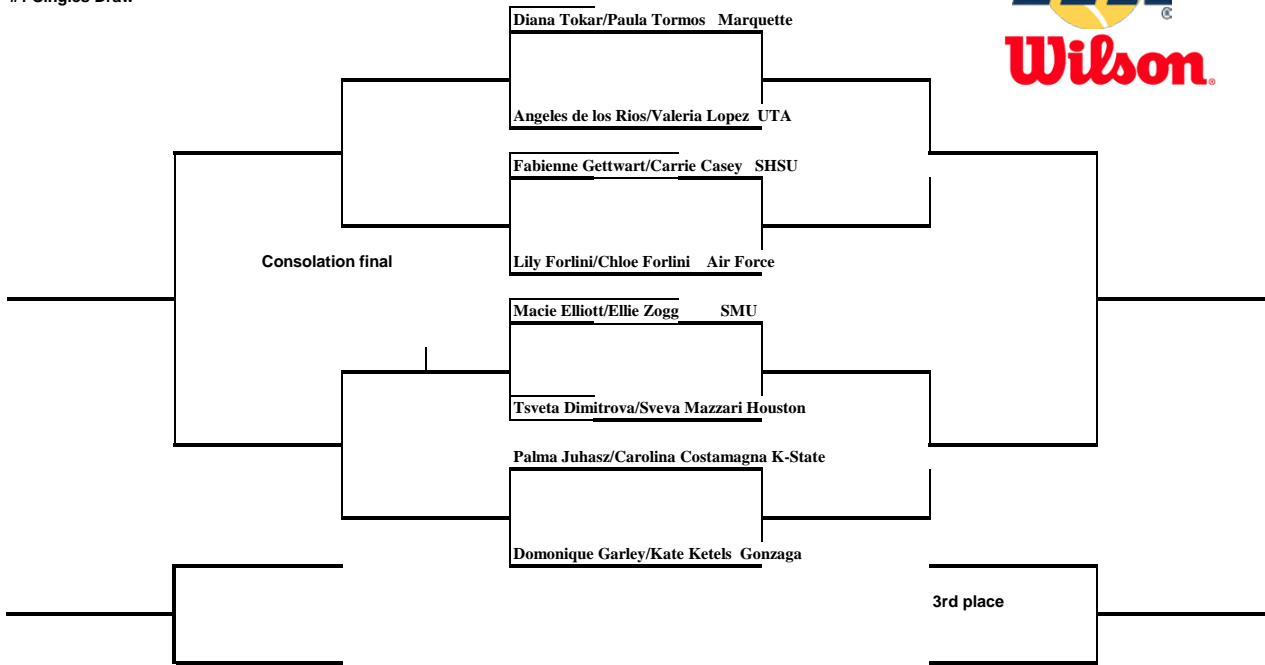 #1 Singles Draw
Diana Tokar/Paula Tormos Marquette
Wilson®
Angeles de los Rios/Valeria Lopez UTA
Fabienne Gettwart/Carrie Casey SHSU
Consolation final
Lily Forlini/Chloe Forlini Air Force
Macie Elliott/Ellie Zogg SMU
Tsveta Dimitrova/Sveva Mazzari Houston
Palma Juhasz/Carolina Costamagna K-State
Domonique Garley/Kate Ketels Gonzaga
3rd place